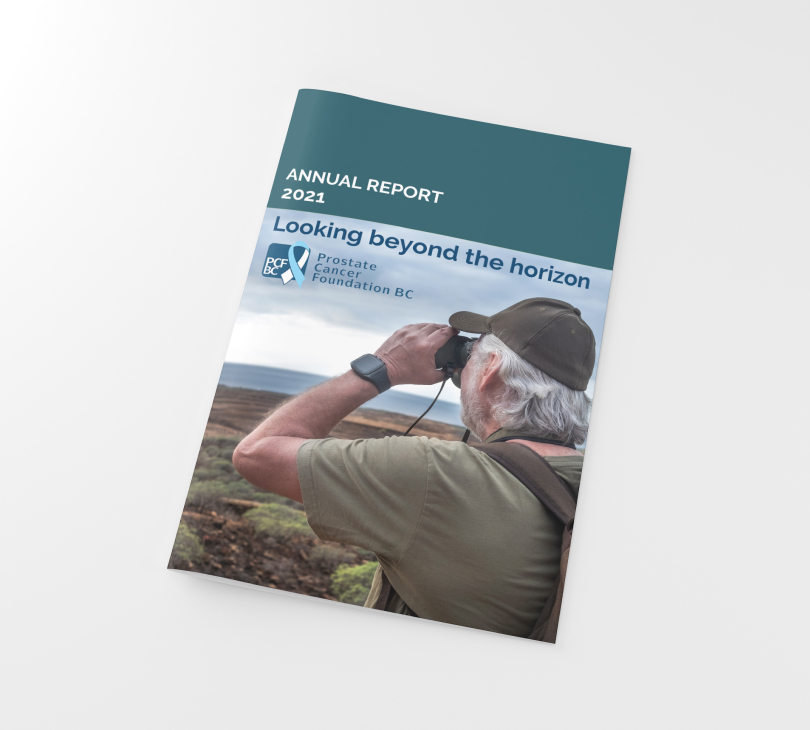 ANNUAL REPORT
2021
Looking beyond the horizon
PCF
BC
Prostate
Cancer
Foundation BC